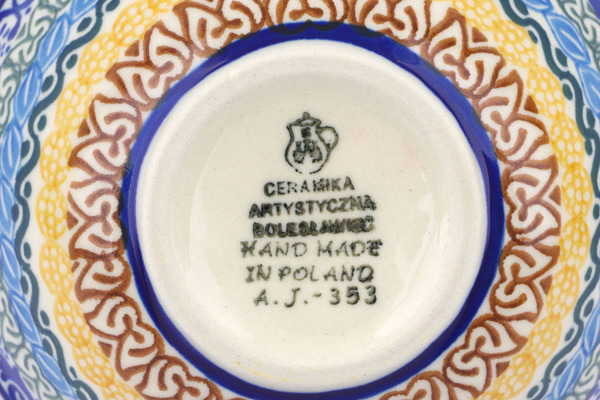 CERAMIKA
ARTYSTYCZNA
BOLESŁAWIEC
HAND MADE
IN POLAND
A.J.-353